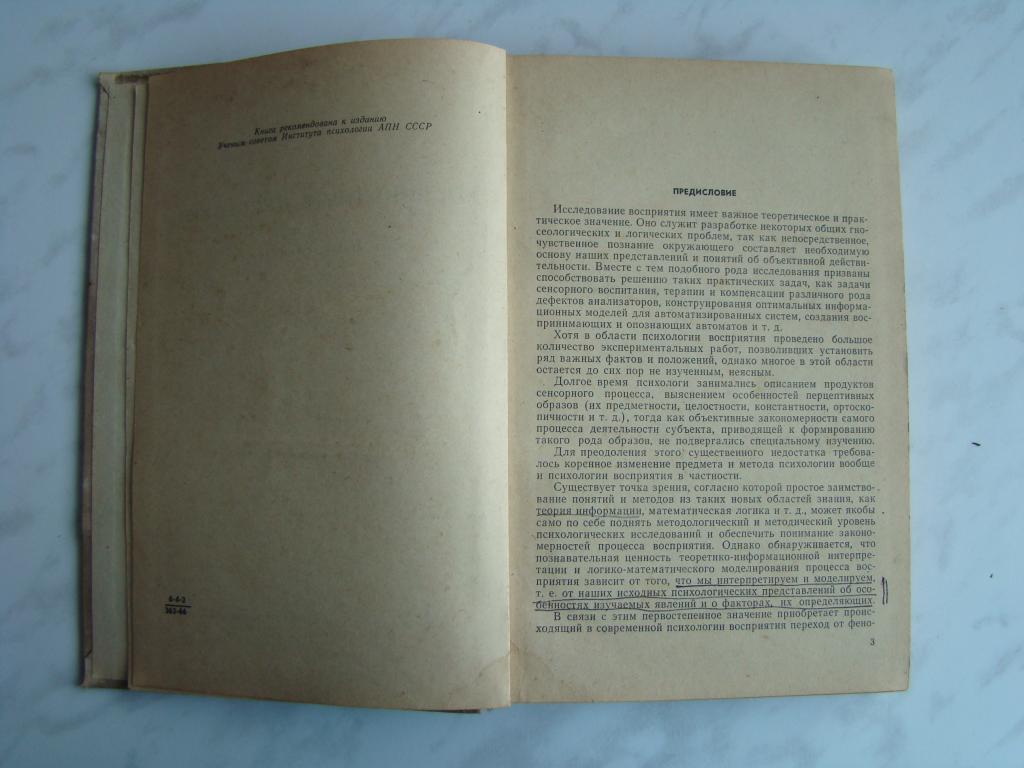 Книга рекомендована к изданию
Ученым советом Института психологии АПН СССР
6-6-3
363-66
ПРЕДИСЛОВИЕ
Исследование восприятия имеет важное теоретическое и прак-
тическое значение. Оно служит разработке некоторых общих гно-
сеологических и логических проблем, так как непосредственное,
чувственное познание окружающего составляет необходимую
основу наших представлений и понятий об объективной действи-
тельности. Вместе с тем подобного рода исследования призваны
способствовать решению таких практических задач, как задачи
сенсорного воспитания, терапии и компенсации различного рода
дефектов анализаторов, конструирования оптимальных информа-
ционных моделей для автоматизированных систем, создания вос-
принимающих и опознающих автоматов и т. д.
Хотя в области психологии восприятия проведено большое
количество экспериментальных работ, позволивших установить
ряд важных фактов и положений, однако многое в этой области
остается до сих пор не изученным, неясным.
Долгое время психологи занимались описанием продуктов
сенсорного процесса, выяснением особенностей перцептивных
образов (их предметности, целостности, константности, ортоско-
пичности и т. д.), тогда как объективные закономерности самого
процесса деятельности субъекта, приводящей к формированию
такого рода образов, не подвергались специальному изучению.
Для преодоления этого существенного недостатка требова-
лось коренное изменение предмета и метода психологии вообще
и психологии восприятия в частности.
Существует точка зрения, согласно которой простое заимство-
вание понятий и методов из таких новых областей знания, как
теория информации, математическая логика и т. д., может якобы
само по себе поднять методологический и методический уровень
психологических исследований и обеспечить понимание законо-
мерностей процесса восприятия. Однако обнаруживается, что
познавательная ценность теоретико-информационной интерпре-
тации и логико-математического моделирования процесса вос-
приятия зависит от того, что мы интерпретируем и моделируем,
т. е. от наших исходных психологических представлений об осо-
бенностях изучаемых явлений и о факторах, их определяющих.
В связи с этим первостепенное значение приобретает проис-
ходящий в современной психологии восприятия переход от фено-
3